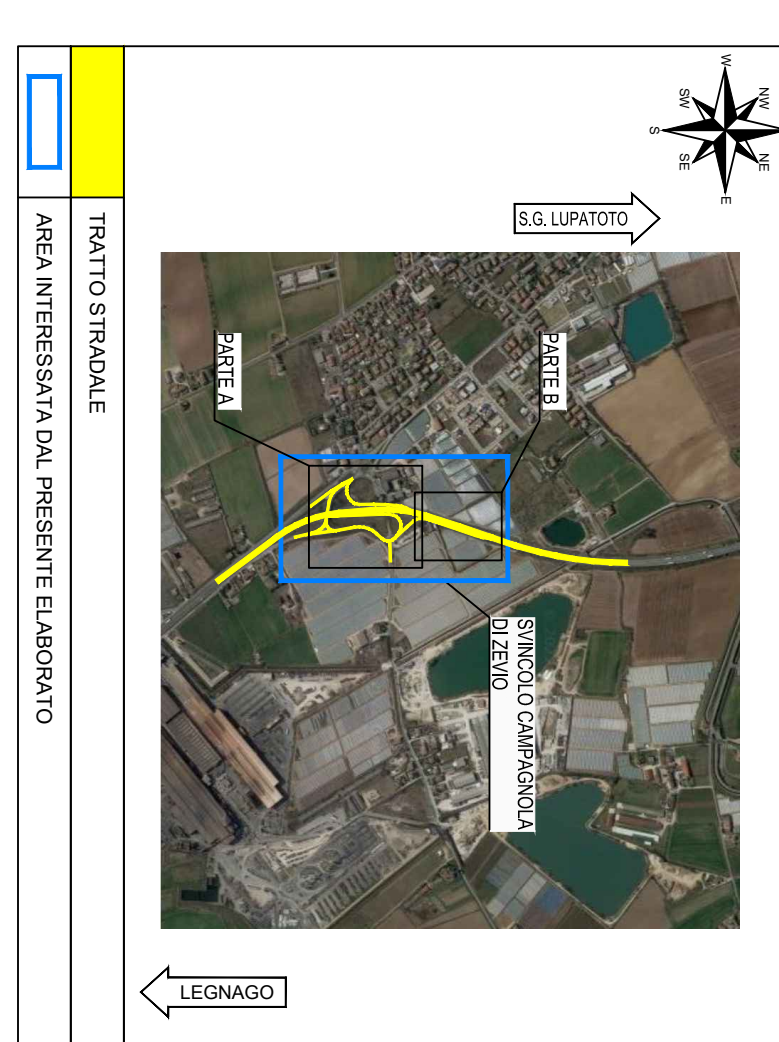 W
NW
SW
NE
S
SE
E
S.G. LUPATOTO
PARTE A
PARTE B
SVINCOLO CAMPAGNOLA
DI ZEVIO
LEGNAGO
TRATTO STRADALE
AREA INTERESSATA DAL PRESENTE ELABORATO